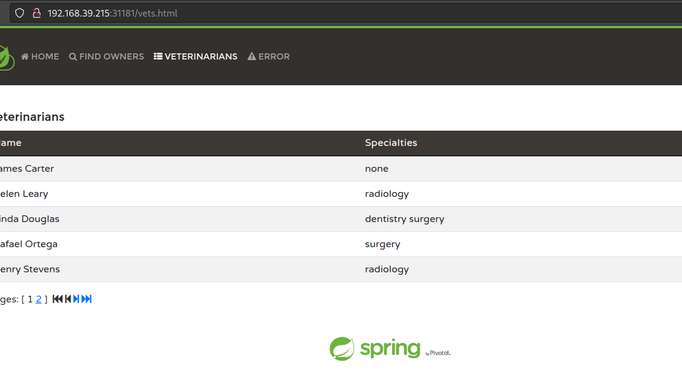 192.168.39.215:31181/vets.html
HOME FIND OWNERS VETERINARIANS ERROR
eterinarians
ame Specialties
ames Carter none
elen Leary radiology
inda Douglas dentistry surgery
afael Ortega surgery
enry Stevens radiology
ges: [ 1 2 ]
spring by Pivotal.